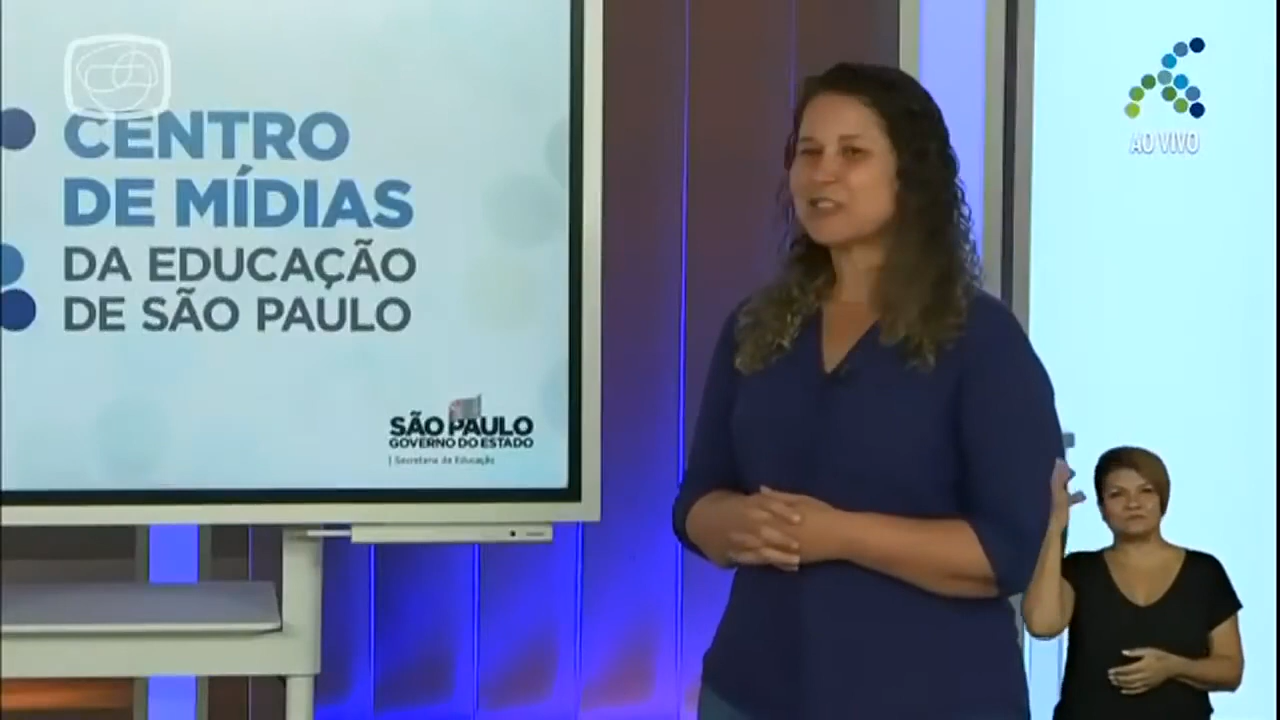 CENTRO
DE MÍDIAS
DA EDUCAÇÃO
DE SÃO PAULO
SÃO PAULO
GOVERNO DO ESTADO
Secretaria da Educação
AO VIVO